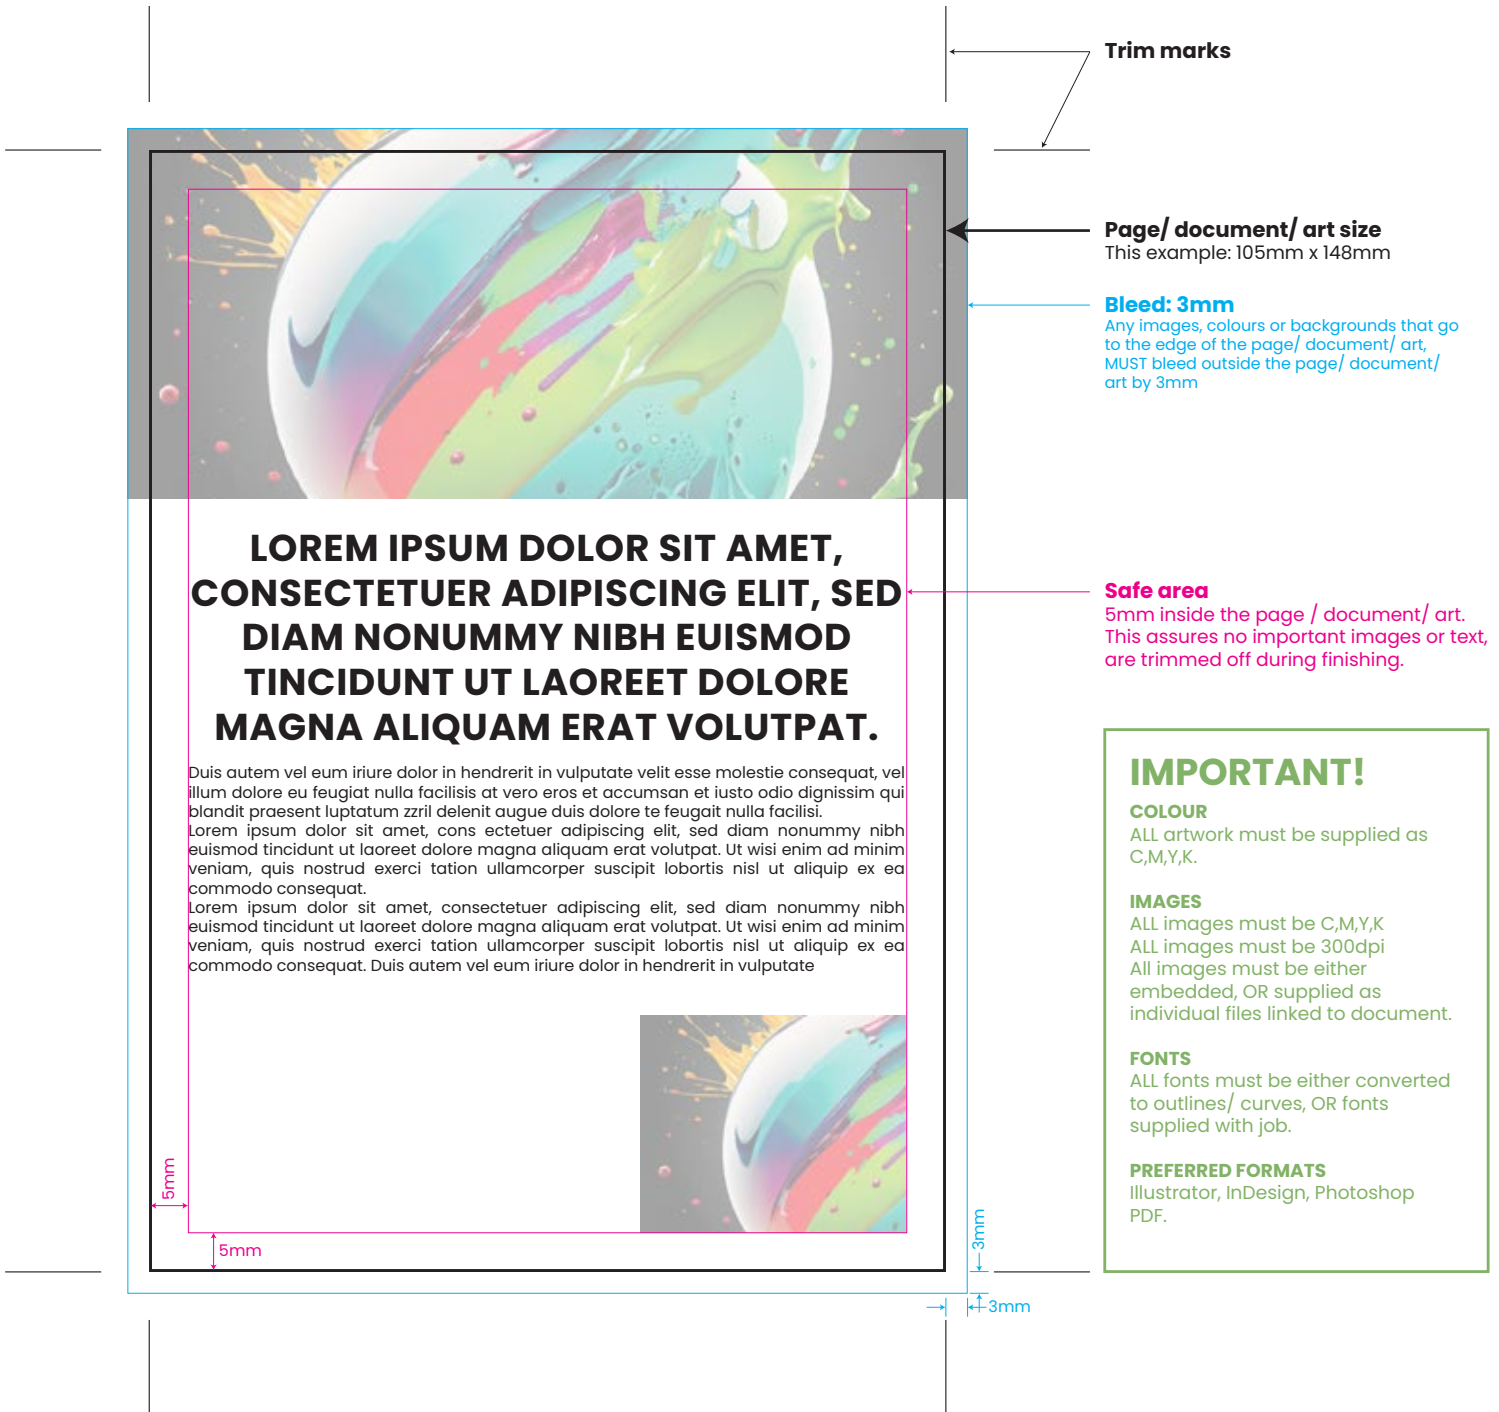 Trim marks
Page/ document/ art size
This example: 105mm x 148mm
Bleed: 3mm
Any images, colours or backgrounds that go
to the edge of the page/ document/ art,
MUST bleed outside the page/ document/
art by 3mm
LOREM IPSUM DOLOR SIT AMET,
CONSECTETUER ADIPISCING ELIT, SED
DIAM NONUMMY NIBH EUISMOD
TINCIDUNT UT LAOREET DOLORE
MAGNA ALIQUAM ERAT VOLUTPAT.
Safe area
5mm inside the page / document/ art.
This assures no important images or text,
are trimmed off during finishing.
Duis autem vel eum iriure dolor in hendrerit in vulputate velit esse molestie consequat, vel
illum dolore eu feugiat nulla facilisis at vero eros et accumsan et iusto odio dignissim qui
blandit praesent luptatum zzril delenit augue duis dolore te feugait nulla facilisi.
Lorem ipsum dolor sit amet, cons ectetuer adipiscing elit, sed diam nonummy nibh
euismod tincidunt ut laoreet dolore magna aliquam erat volutpat. Ut wisi enim ad minim
veniam, quis nostrud exerci tation ullamcorper suscipit lobortis nisl ut aliquip ex ea
commodo consequat.
Lorem ipsum dolor sit amet, consectetuer adipiscing elit, sed diam nonummy nibh
euismod tincidunt ut laoreet dolore magna aliquam erat volutpat. Ut wisi enim ad minim
veniam, quis nostrud exerci tation ullamcorper suscipit lobortis nisl ut aliquip ex ea
commodo consequat. Duis autem vel eum iriure dolor in hendrerit in vulputate
5mm
5mm
3mm
3mm
IMPORTANT!
COLOUR
ALL artwork must be supplied as
C,M,Y,K.
IMAGES
ALL images must be C,M,Y,K
ALL images must be 300dpi
All images must be either
embedded, OR supplied as
individual files linked to document.
FONTS
ALL fonts must be either converted
to outlines/ curves, OR fonts
supplied with job.
PREFERRED FORMATS
Illustrator, InDesign, Photoshop
PDF.